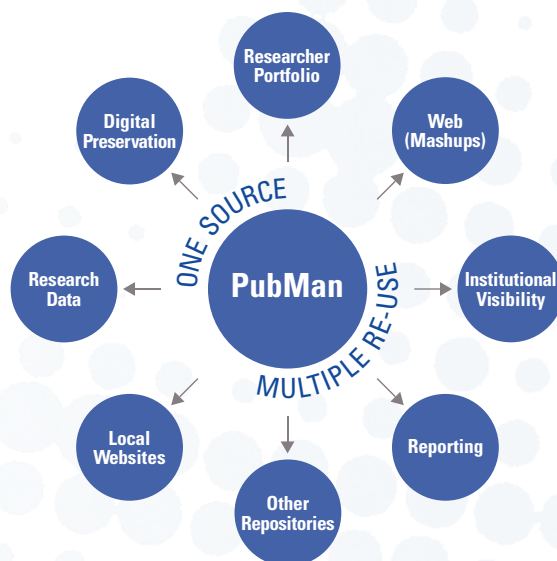 Researcher
Portfolio
Digital
Preservation
Web
(Mashups)
ONE SOURCE
PubMan
MULTIPLE RE-USE
Research
Data
Institutional
Visibility
Local
Websites
Reporting
Other
Repositories